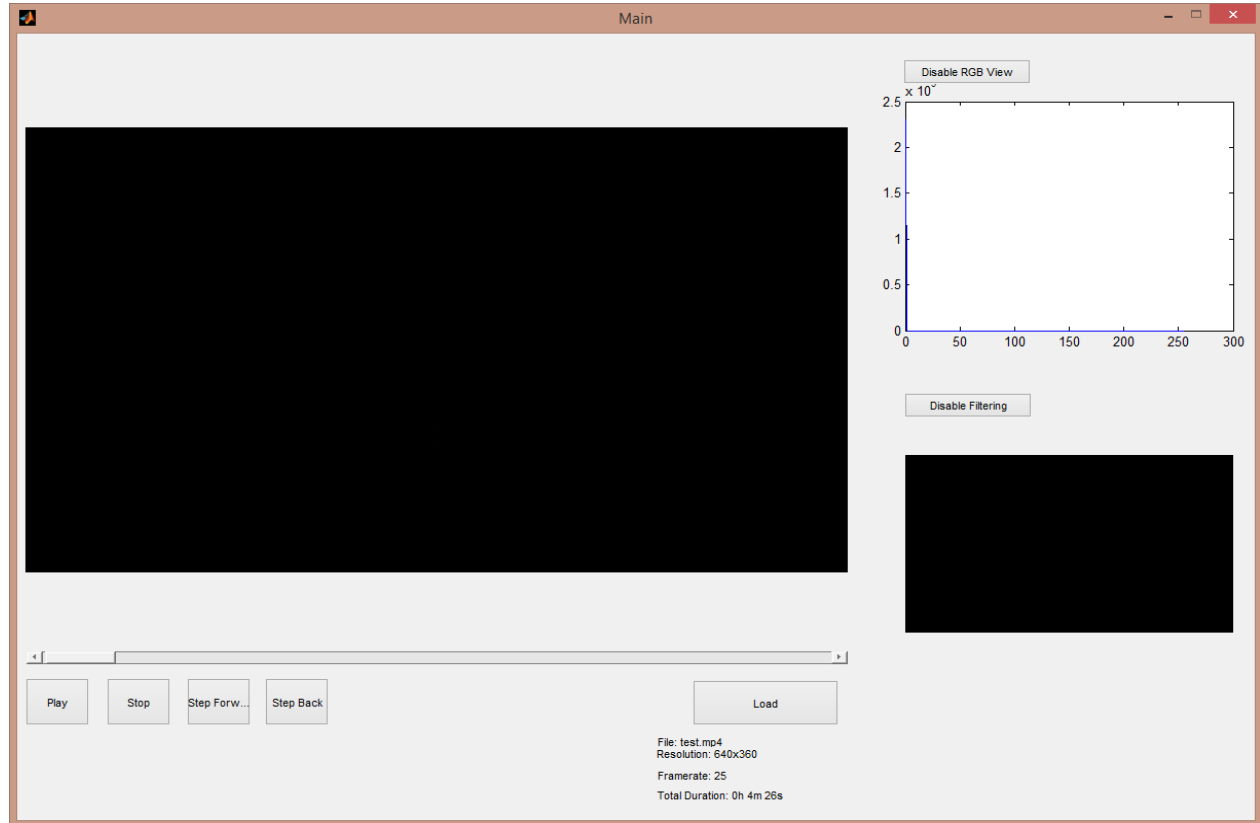 Main
Disable RGB View
x 10
2.5
2
1.5
1
0.5
0
0 50 100 150 200 250 300
Disable Filtering
Play Stop Step Forw... Step Back Load
File: test.mp4
Resolution: 640x360
Framerate: 25
Total Duration: 0h 4m 26s